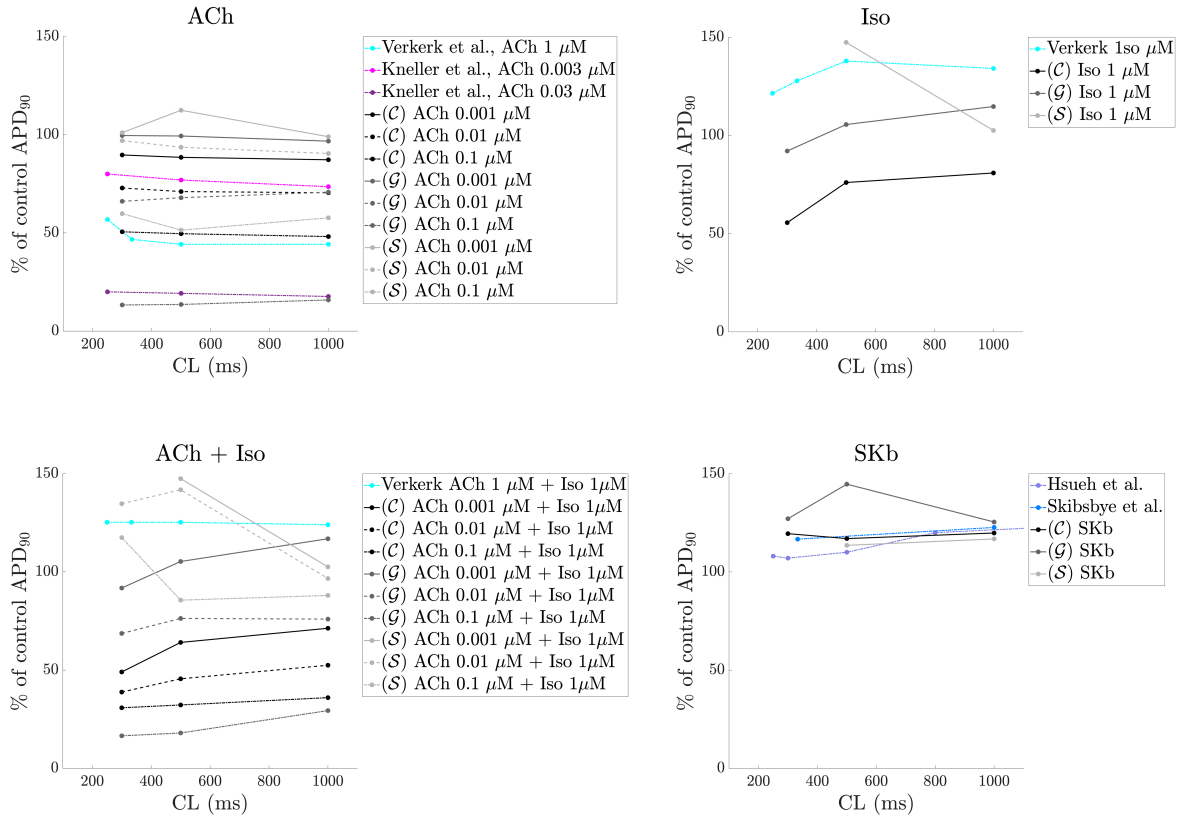 ACh
% of control APD90
150
100
50
0
200 400 600 800 1000
CL (ms)
Verkerk et al., ACh 1 μM
Kneller et al., ACh 0.003 μM
Kneller et al., ACh 0.03 μM
(C) ACh 0.001 μM
(C) ACh 0.01 μM
(C) ACh 0.1 μM
(G) ACh 0.001 μM
(G) ACh 0.01 μM
(G) ACh 0.1 μM
(S) ACh 0.001 μM
(S) ACh 0.01 μM
(S) ACh 0.1 μM
Iso
% of control APD90
150
100
50
0
200 400 600 800 1000
CL (ms)
Verkerk 1so μM
(C) Iso 1 μM
(G) Iso 1 μM
(S) Iso 1 μM
ACh + Iso
% of control APD90
150
100
50
0
200 400 600 800 1000
CL (ms)
Verkerk ACh 1 μM + Iso 1μM
(C) ACh 0.001 μM + Iso 1μM
(C) ACh 0.01 μM + Iso 1μM
(C) ACh 0.1 μM + Iso 1μM
(G) ACh 0.001 μM + Iso 1μM
(G) ACh 0.01 μM + Iso 1μM
(G) ACh 0.1 μM + Iso 1μM
(S) ACh 0.001 μM + Iso 1μM
(S) ACh 0.01 μM + Iso 1μM
(S) ACh 0.1 μM + Iso 1μM
SKb
% of control APD90
150
100
50
0
200 400 600 800 1000
CL (ms)
Hsueh et al.
Skibsbye et al.
(C) SKb
(G) SKb
(S) SKb